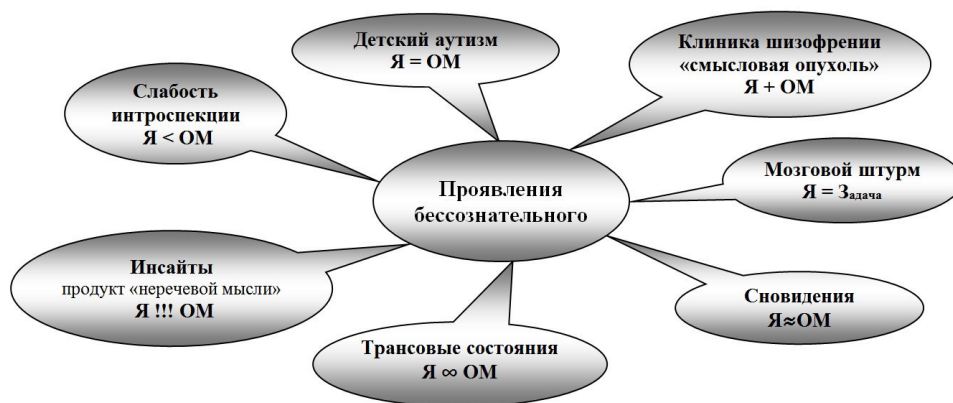 Детский аутизм
Я = ОМ
Клиника шизофрении
«смысловая опухоль»
Я + ОМ
Слабость
интроспекции
Я < ОМ
Мозговой штурм
Я = Задача
Проявления
бессознательного
Инсайты
продукт «неречевой мысли»
Я !!! ОМ
Сновидения
Я≈ОМ
Трансовые состояния
Я ∞ ОМ